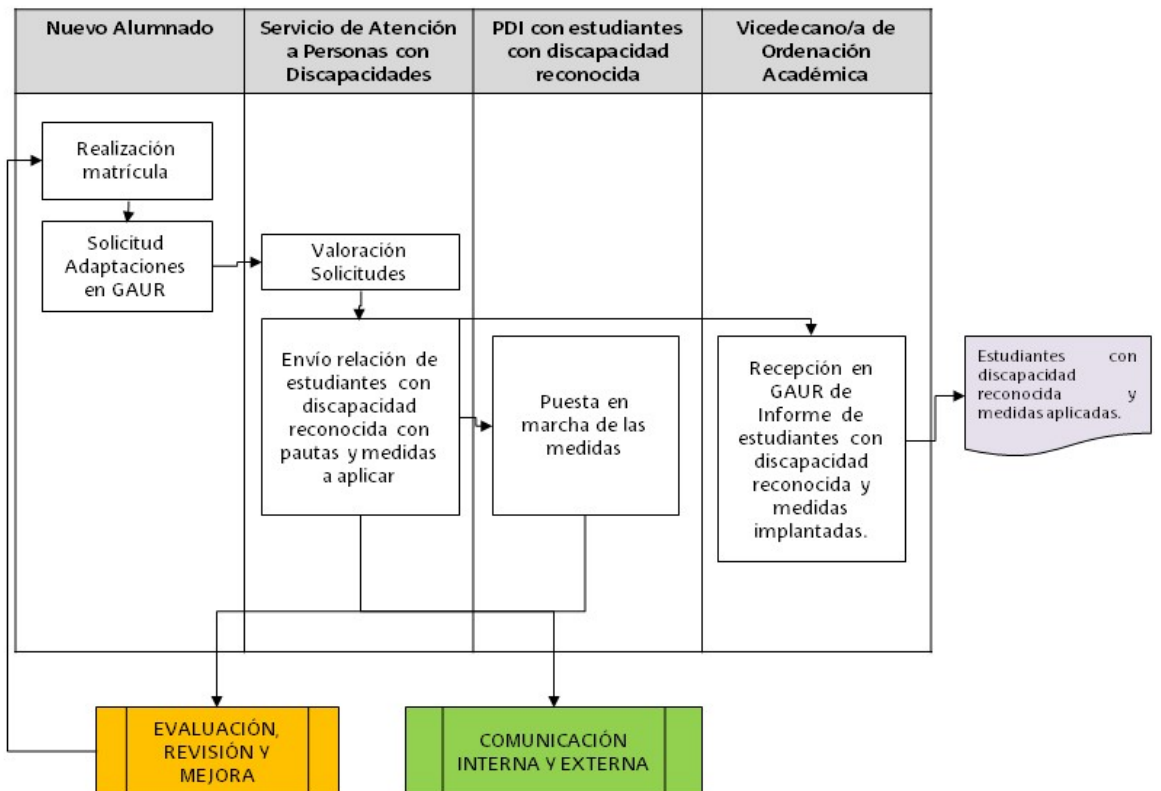 Nuevo Alumnado
Servicio de Atención
a Personas con
Discapacidades
PDI con estudiantes
con discapacidad
reconocida
Vicedecano/a de
Ordenación
Académica
Realización
matrícula
Solicitud
Adaptaciones
en GAUR
Valoración
Solicitudes
Envío relación de
estudiantes con
discapacidad
reconocida con
pautas y medidas
a aplicar
Puesta en
marcha de las
medidas
Recepción en
GAUR de
Informe de
estudiantes con
discapacidad
reconocida y
medidas
implantadas.
Estudiantes con
discapacidad
reconocida y
medidas aplicadas.
EVALUACIÓN,
REVISIÓN Y
MEJORA
COMUNICACIÓN
INTERNA Y EXTERNA